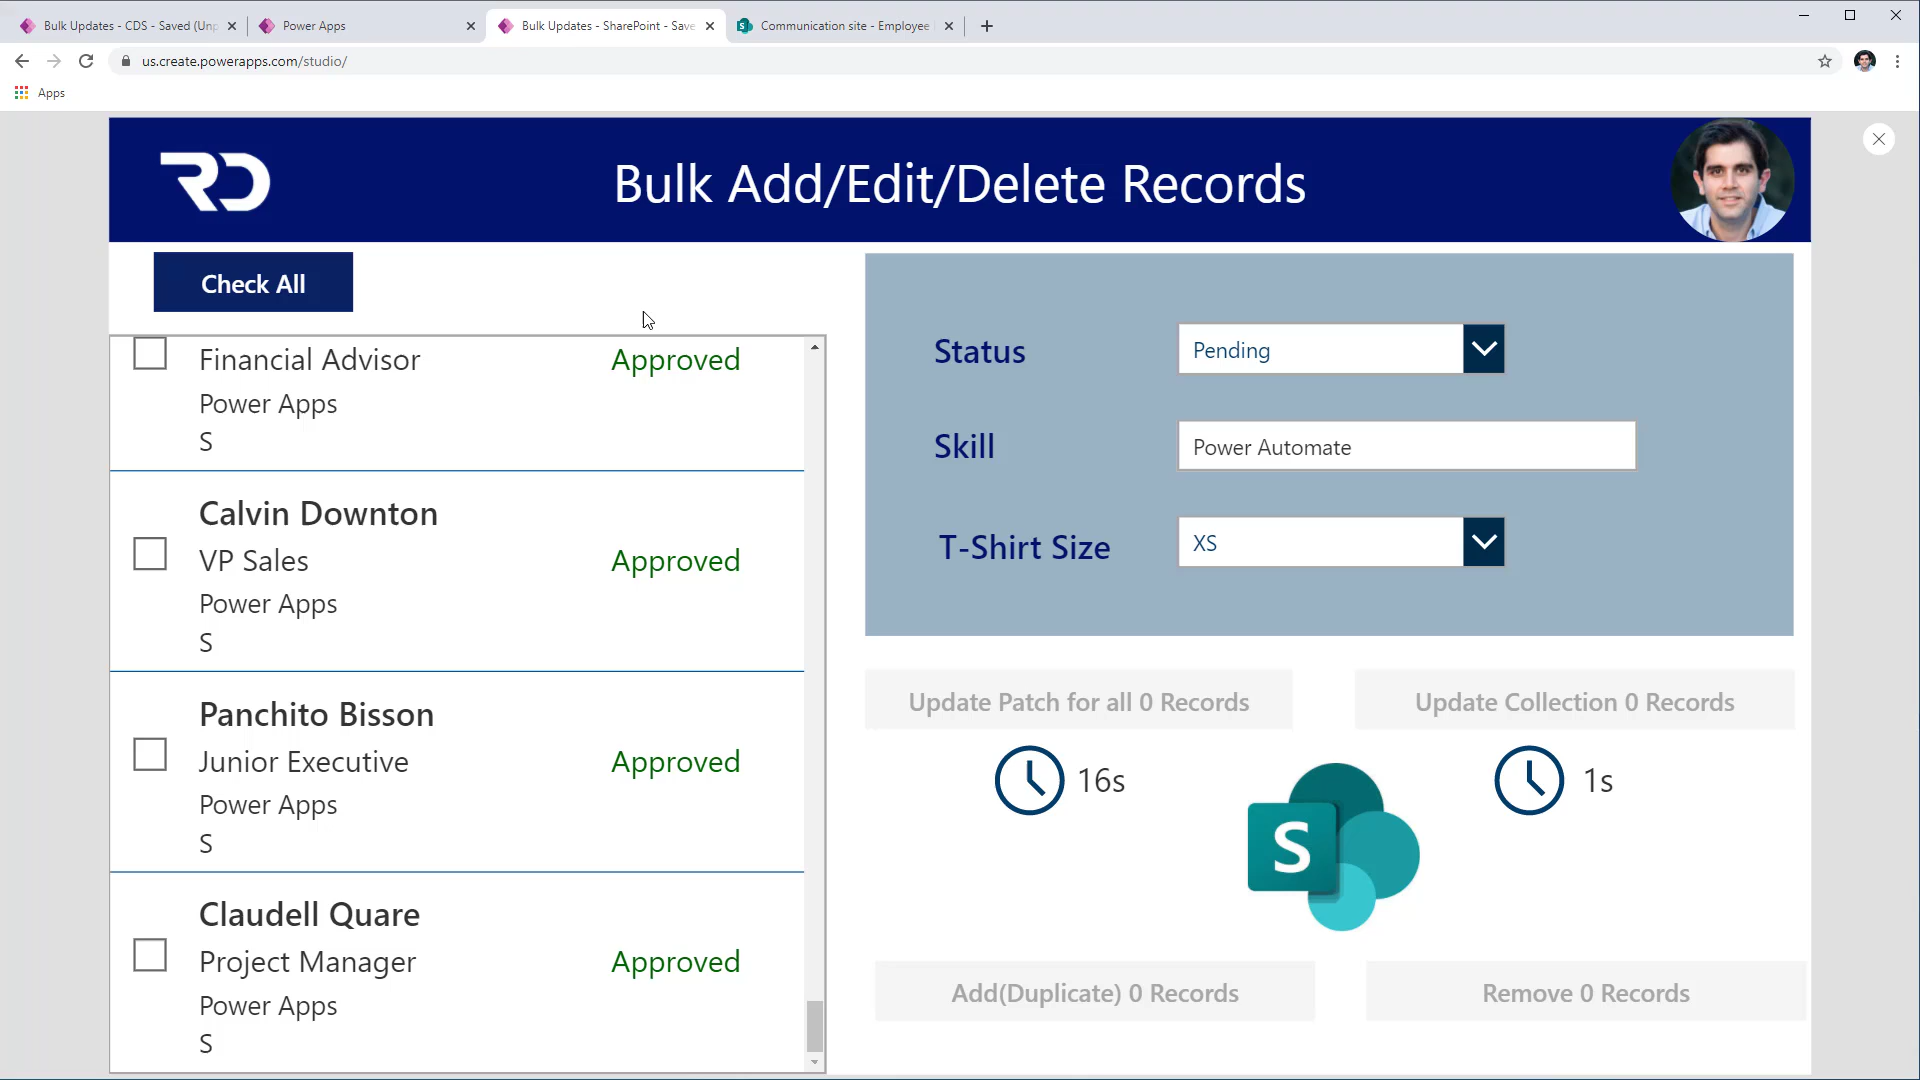 Bulk Updates - CDS - Saved (Unp
Power Apps
Bulk Updates - SharePoint - Save
Communication site - Employee
us.create.powerapps.com/studio/
Apps
RD
Bulk Add/Edit/Delete Records
Check All
Financial Advisor
Approved
Power Apps
S
Calvin Downton
VP Sales
Approved
Power Apps
S
Panchito Bisson
Junior Executive
Approved
Power Apps
S
Claudell Quare
Project Manager
Approved
Power Apps
S
Status
Pending
Skill
Power Automate
T-Shirt Size
XS
Update Patch for all 0 Records
Update Collection 0 Records
16s
1s
S
Add(Duplicate) 0 Records
Remove 0 Records